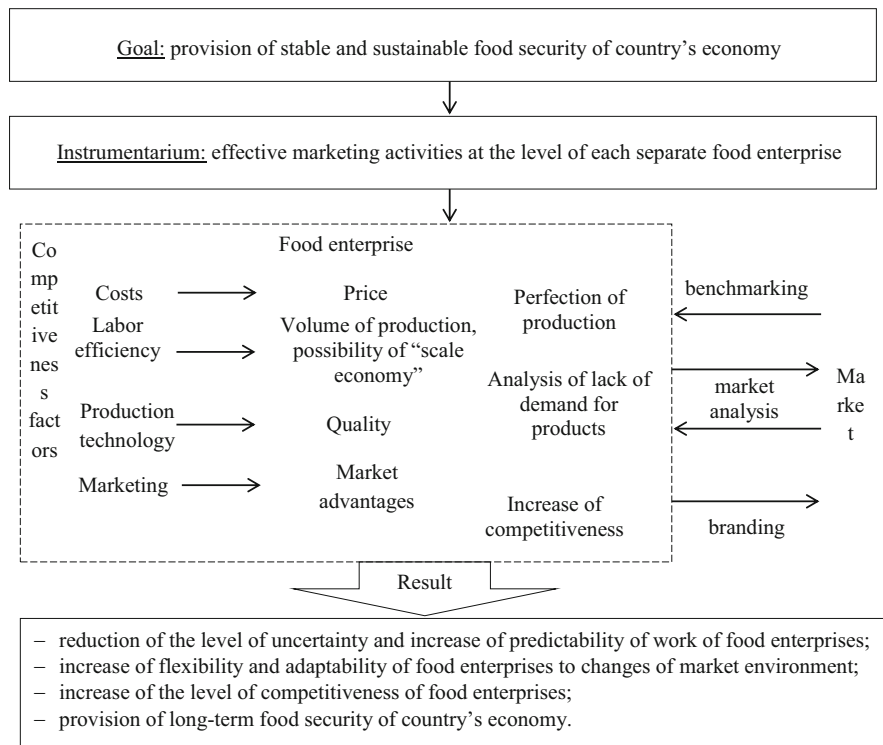 Goal: provision of stable and sustainable food security of country's economy
Instrumentarium: effective marketing activities at the level of each separate food enterprise
Co
mp
etit
ive
nes
s
fact
ors
Food enterprise
Costs
Price
Labor
efficiency
Volume of production,
possibility of “scale
economy”
Production
technology
Quality
Marketing
Market
advantages
Perfection of
production
Analysis of lack of
demand for
products
Increase of
competitiveness
benchmarking
market
analysis
branding
Ma
rke
t
Result
– reduction of the level of uncertainty and increase of predictability of work of food enterprises;
– increase of flexibility and adaptability of food enterprises to changes of market environment;
– increase of the level of competitiveness of food enterprises;
– provision of long-term food security of country's economy.